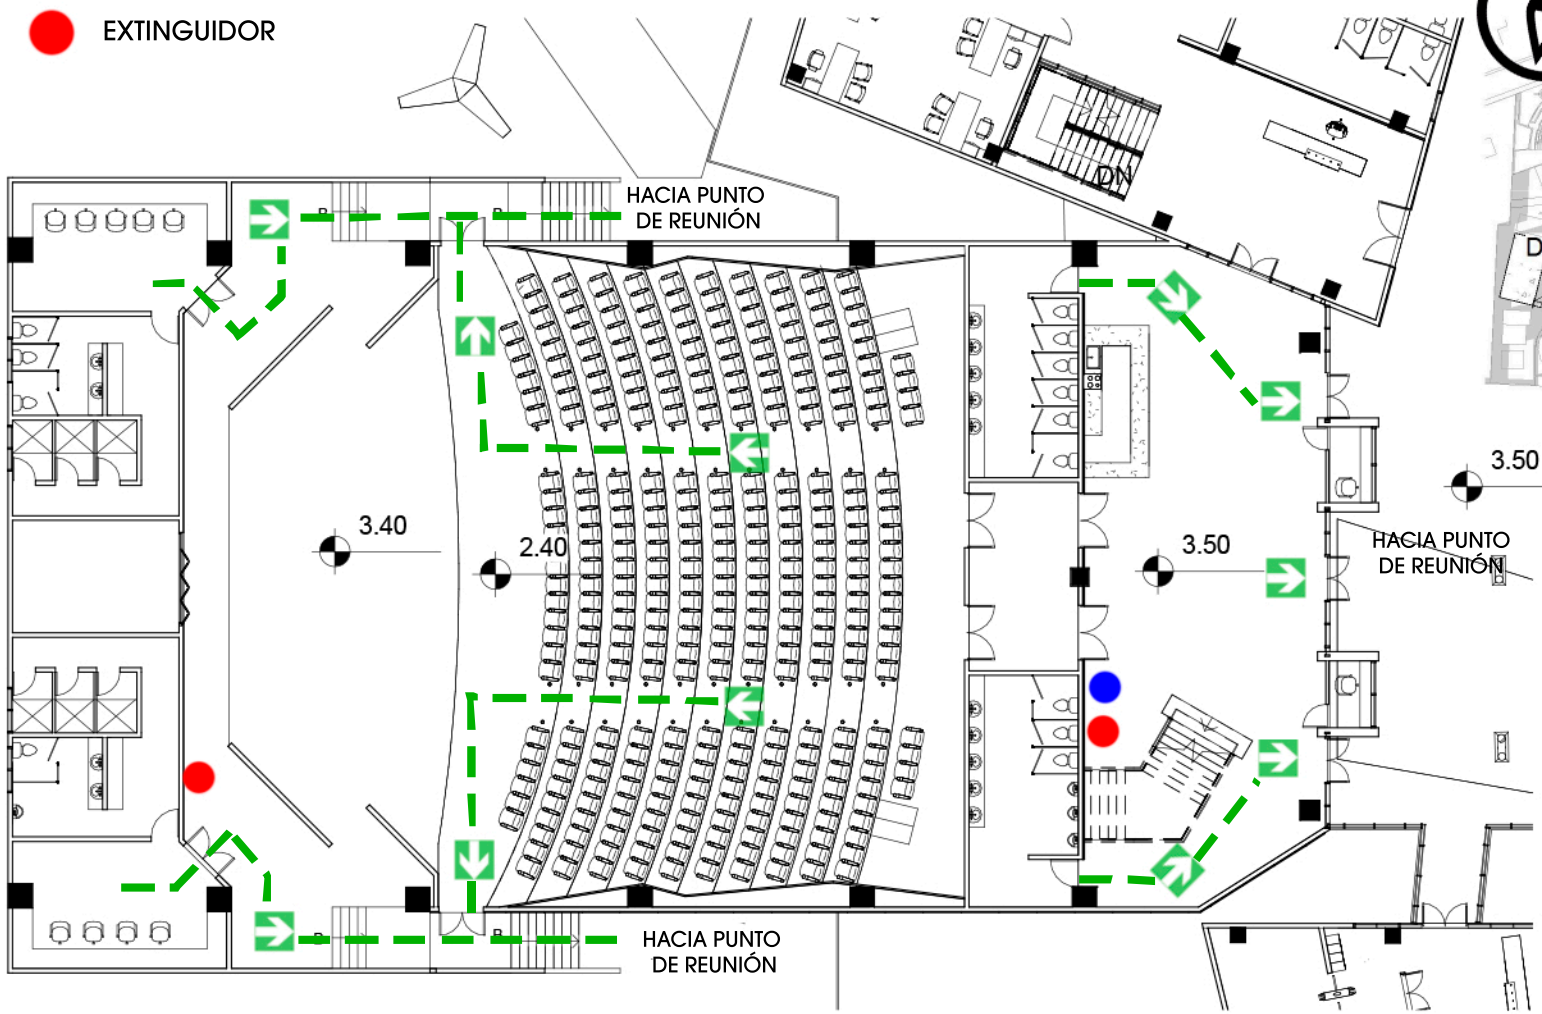 EXTINGUIDOR
DN
HACIA PUNTO
DE REUNIÓN
D
3.50
3.40
2.40
3.50
HACIA PUNTO
DE REUNIÓN
HACIA PUNTO
DE REUNIÓN